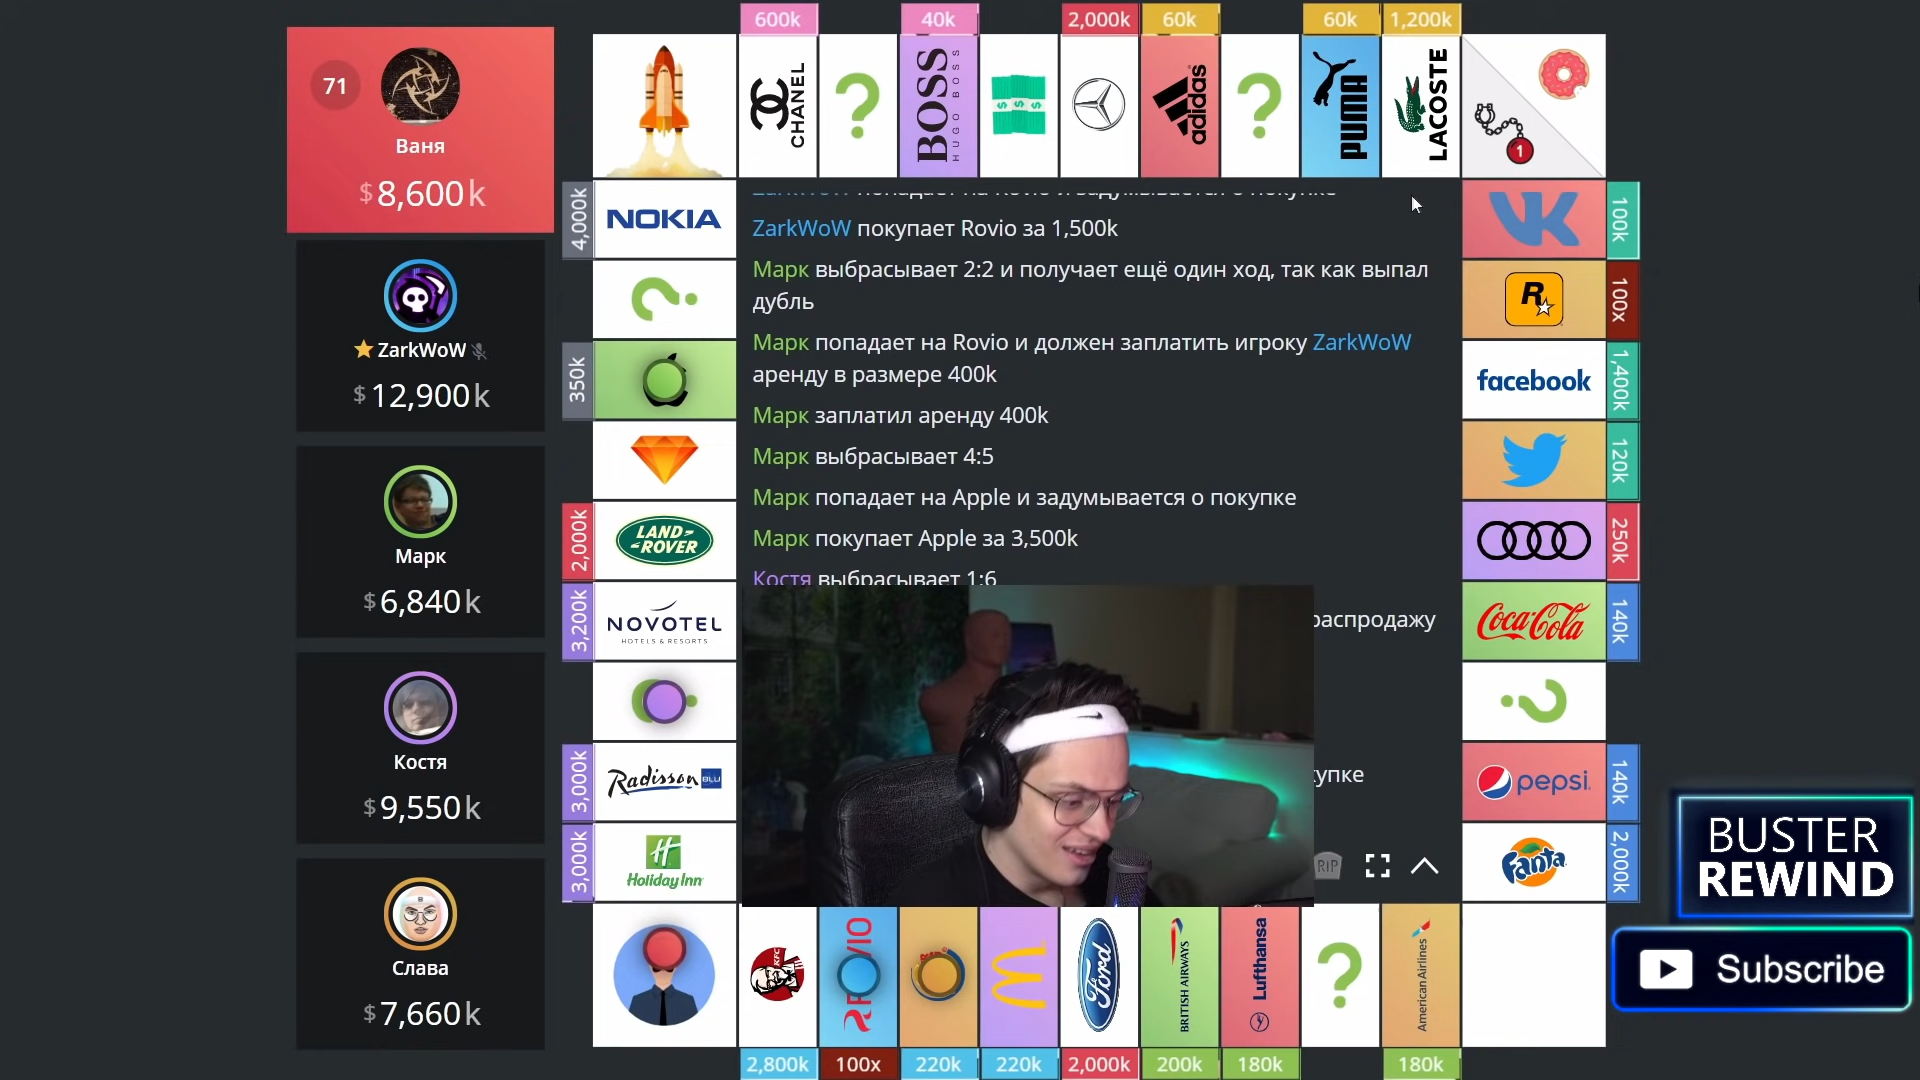 600k
40k
2,000k
60k
60k
1,200k
71
Ваня
$8,600k
ZarkWoW
$12,900k
Марк
$6,840k
Костя
$9,550k
Слава
$7,660k
CHANEL
?
BOSS
HUGO BOSS
adidas
?
PUMA
LACOSTE
1
4,000k
NOKIA
?
350k
2,000k
LAND ROVER
3,200k
NOVOTEL
HOTELS & RESORTS
3,000k
Radisson BLU
3,000k
H
Holiday Inn
ZarkWoW покупает Rovio за 1,500k
Марк выбрасывает 2:2 и получает ещё один ход, так как выпал
дубль
Марк попадает на Rovio и должен заплатить игроку ZarkWoW
аренду в размере 400k
Марк заплатил аренду 400k
Марк выбрасывает 4:5
Марк попадает на Apple и задумывается о покупке
Марк покупает Apple за 3,500k
Костя выбрасывает 1:6
распродажу
купке
RIP
VK
100k
R
100x
facebook
1,400k
120k
250k
Coca-Cola
140k
?
pepsi
140k
Fanta
2,000k
KFC
Ford
BRITISH AIRWAYS
Lufthansa
?
American Airlines
2,800k
100x
220k
220k
2,000k
200k
180k
180k
BUSTER
REWIND
Subscribe